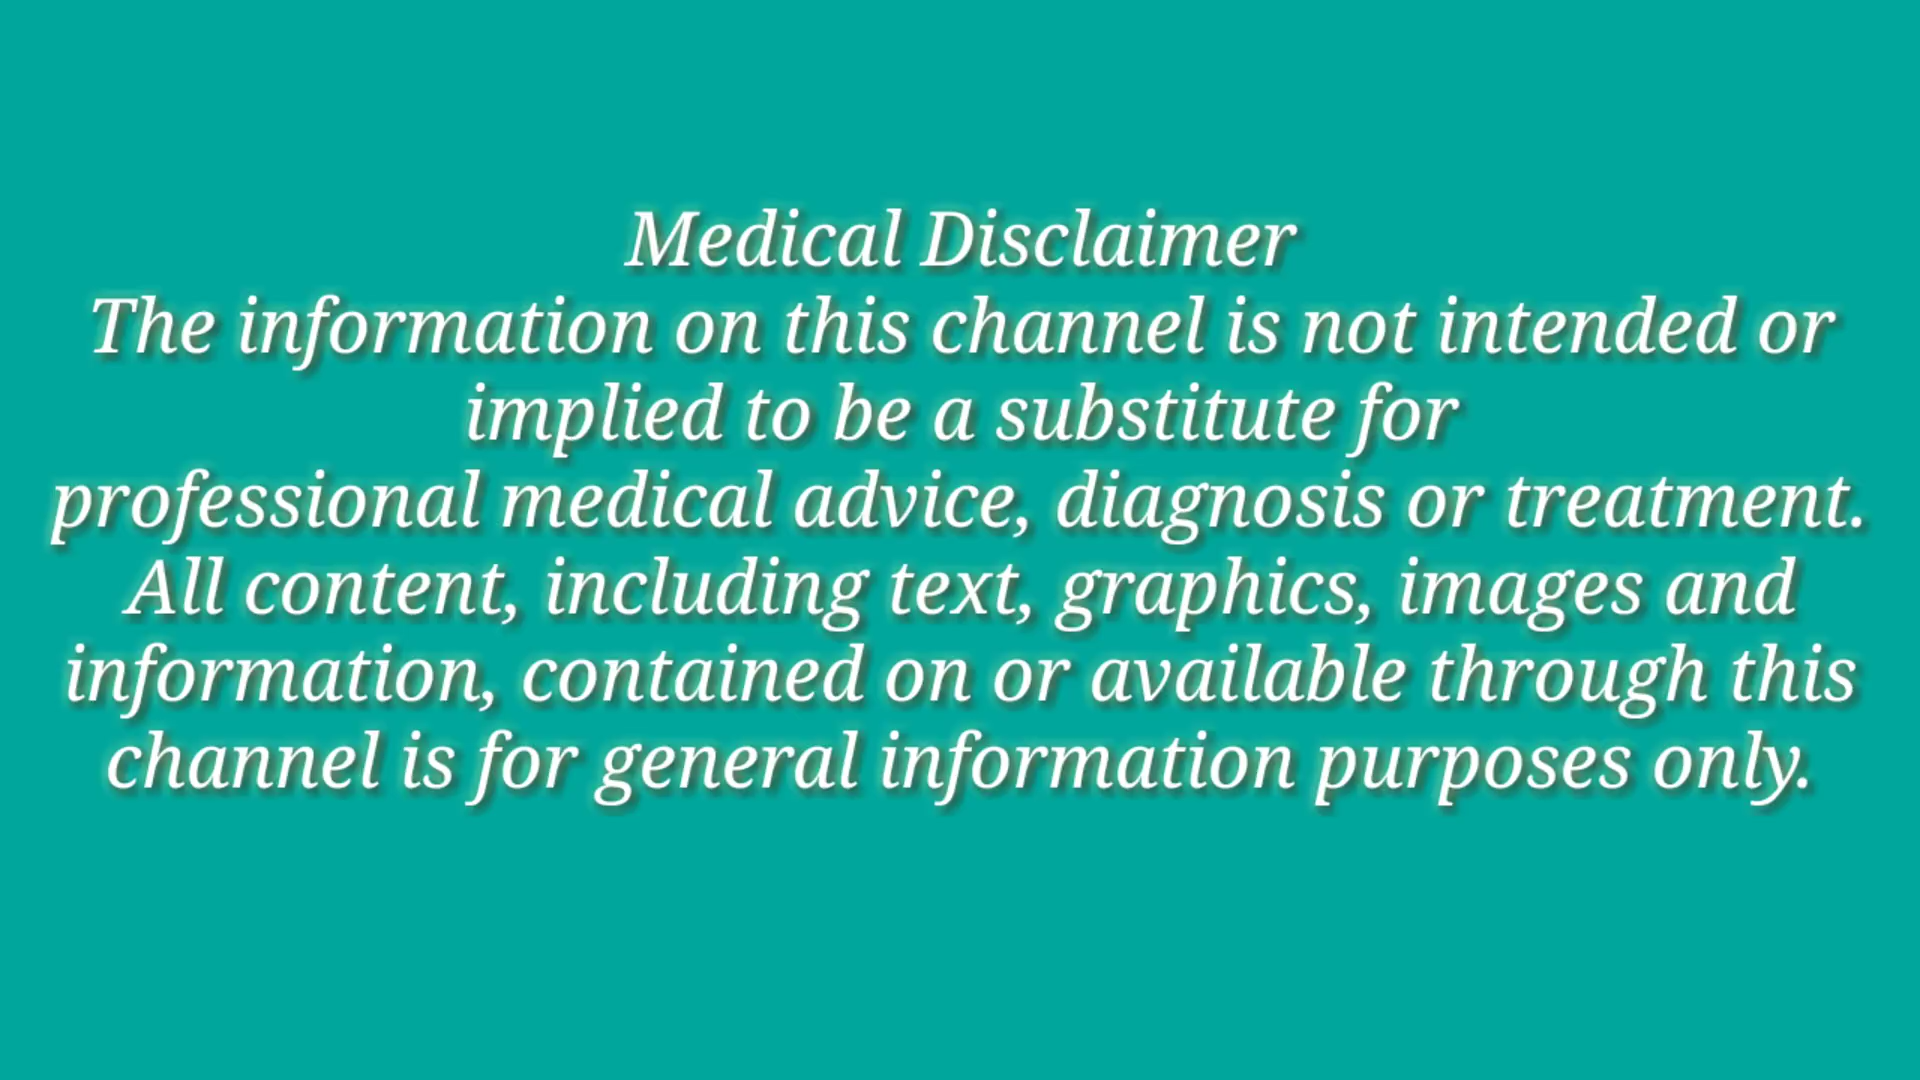 Medical Disclaimer
The information on this channel is not intended or
implied to be a substitute for
professional medical advice, diagnosis or treatment.
All content, including text, graphics, images and
information, contained on or available through this
channel is for general information purposes only.